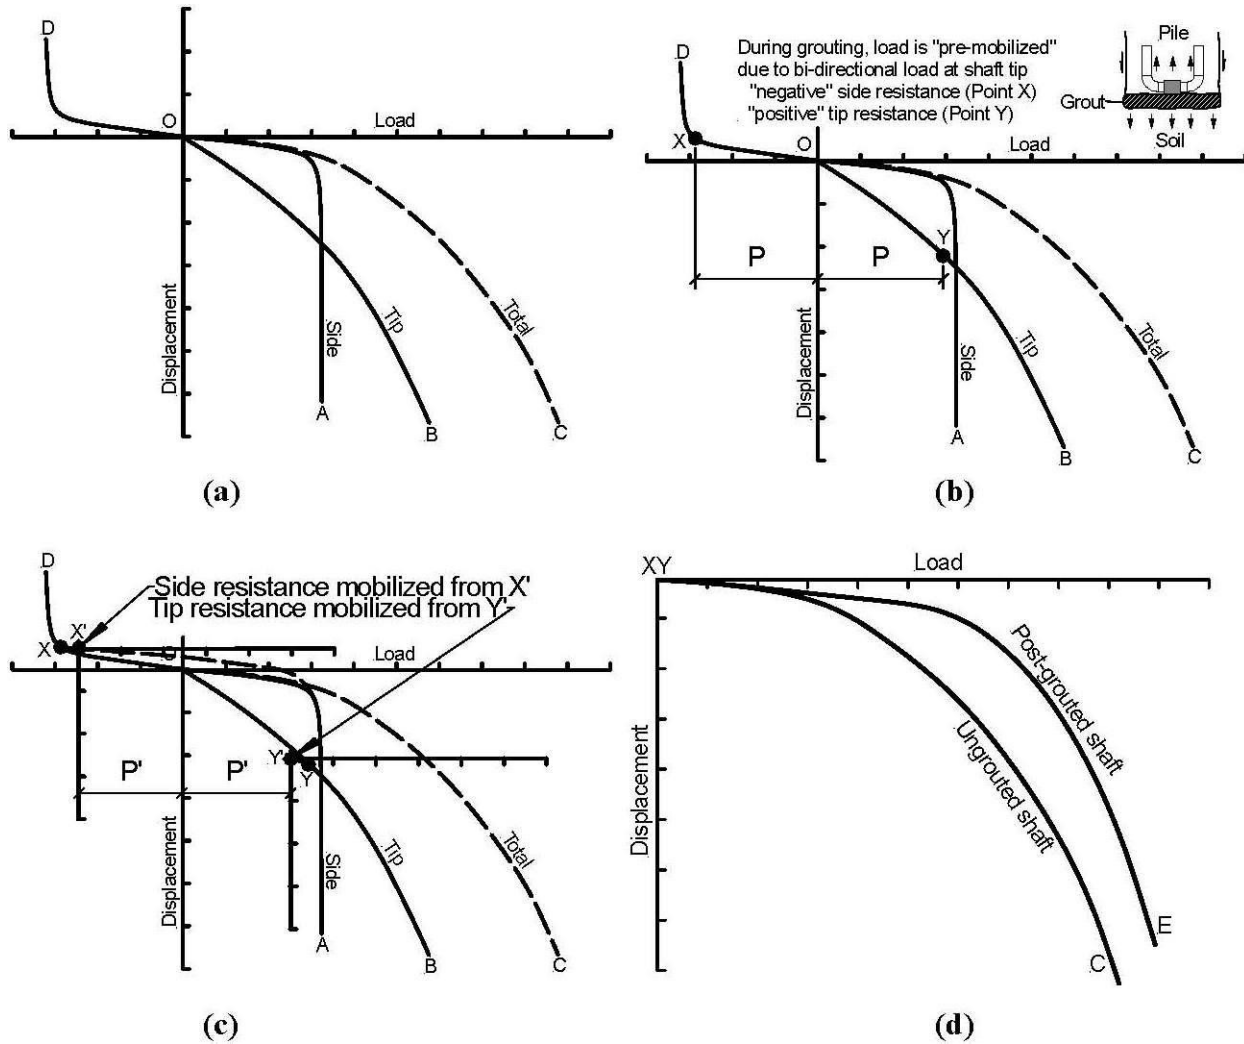 D
O
Load
Displacement
Side
Tip
Total
A
B
C
(a)
D
During grouting, load is "pre-mobilized"
due to bi-directional load at shaft tip
"negative" side resistance (Point X)
"positive" tip resistance (Point Y)
Pile
Grout
Soil
X
O
Load
Y
P
P
Displacement
Side
Tip
Total
A
B
C
(b)
D
Side resistance mobilized from X'
Tip resistance mobilized from Y'
X
X'
O
Load
Y'
Y
P'
P'
Displacement
Side
Tip
Total
A
B
C
(c)
XY
Load
Displacement
Post-grouted shaft
Ungrouted shaft
E
C
(d)